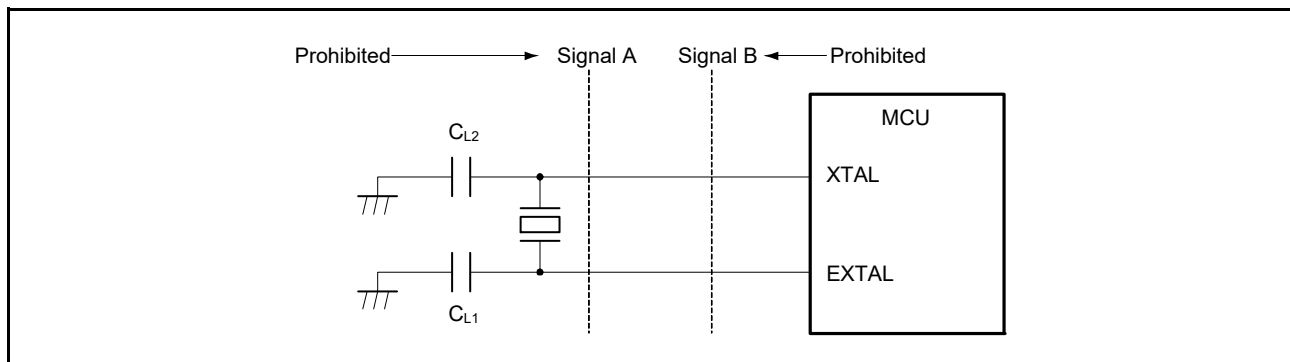 Prohibited Signal A Signal B Prohibited
MCU
CL2
XTAL
EXTAL
CL1